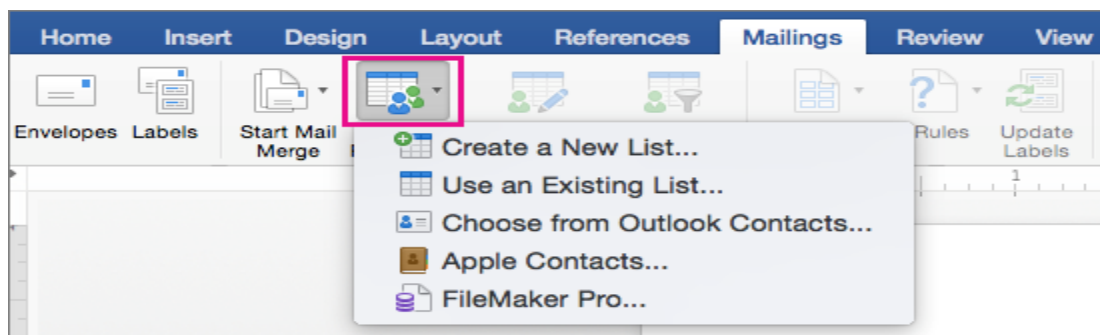 Home Insert Design Layout References Mailings Review View
Envelopes Labels Start Mail Merge Rules Update Labels
Create a New List...
Use an Existing List...
Choose from Outlook Contacts...
Apple Contacts...
FileMaker Pro...
1